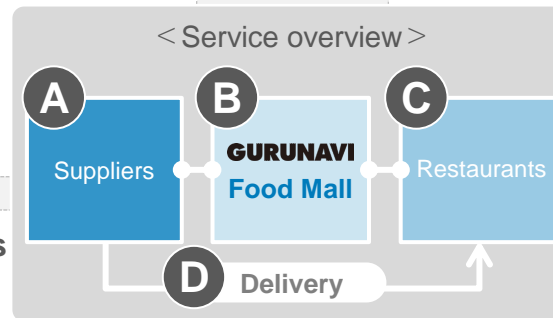 ＜Service overview＞
A
B
C
Suppliers
GURUNAVI
Food Mall
Restaurants
s
D
Delivery